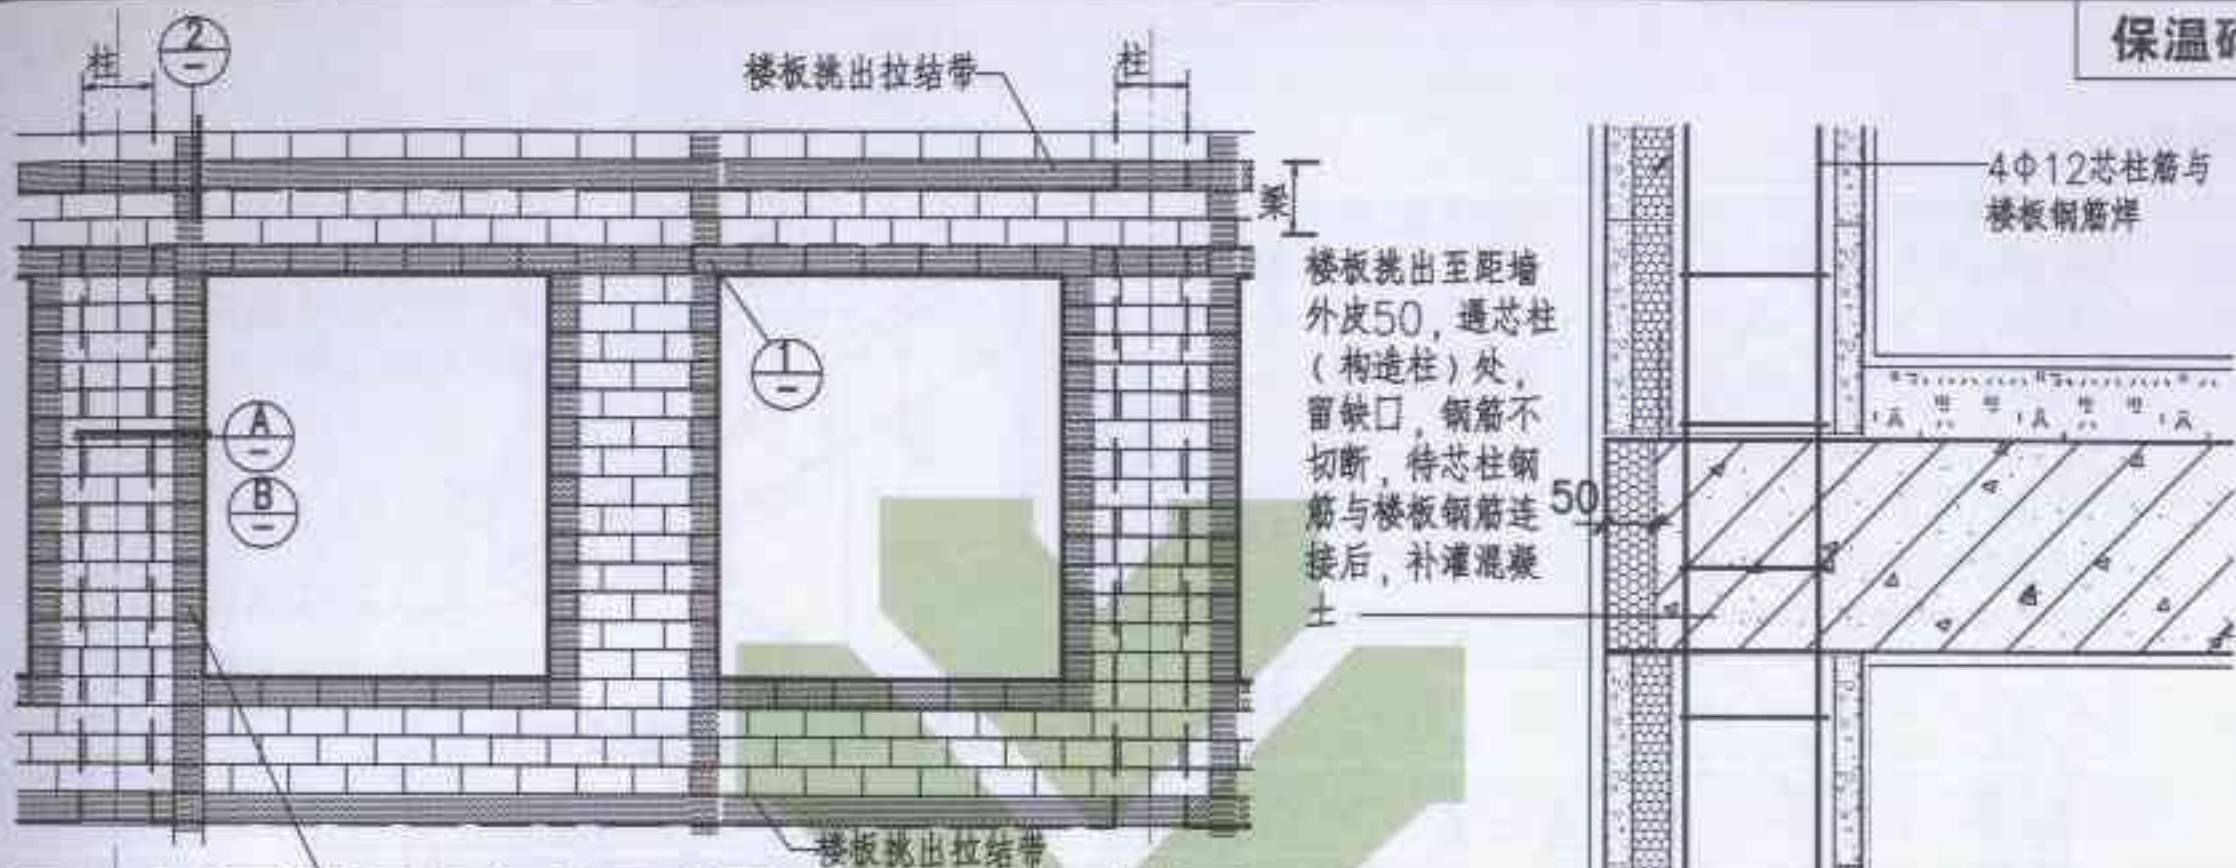 柱
2
-
楼板挑出拉结带
柱
梁
A
-
B
-
1
-
楼板挑出拉结带
保温
4Φ12芯柱筋与
楼板钢筋焊
楼板挑出至距墙
外皮50，遇芯柱
（构造柱）处，
留缺口，钢筋不
切断，待芯柱钢
筋与楼板钢筋连
接后，补灌混凝
土
50